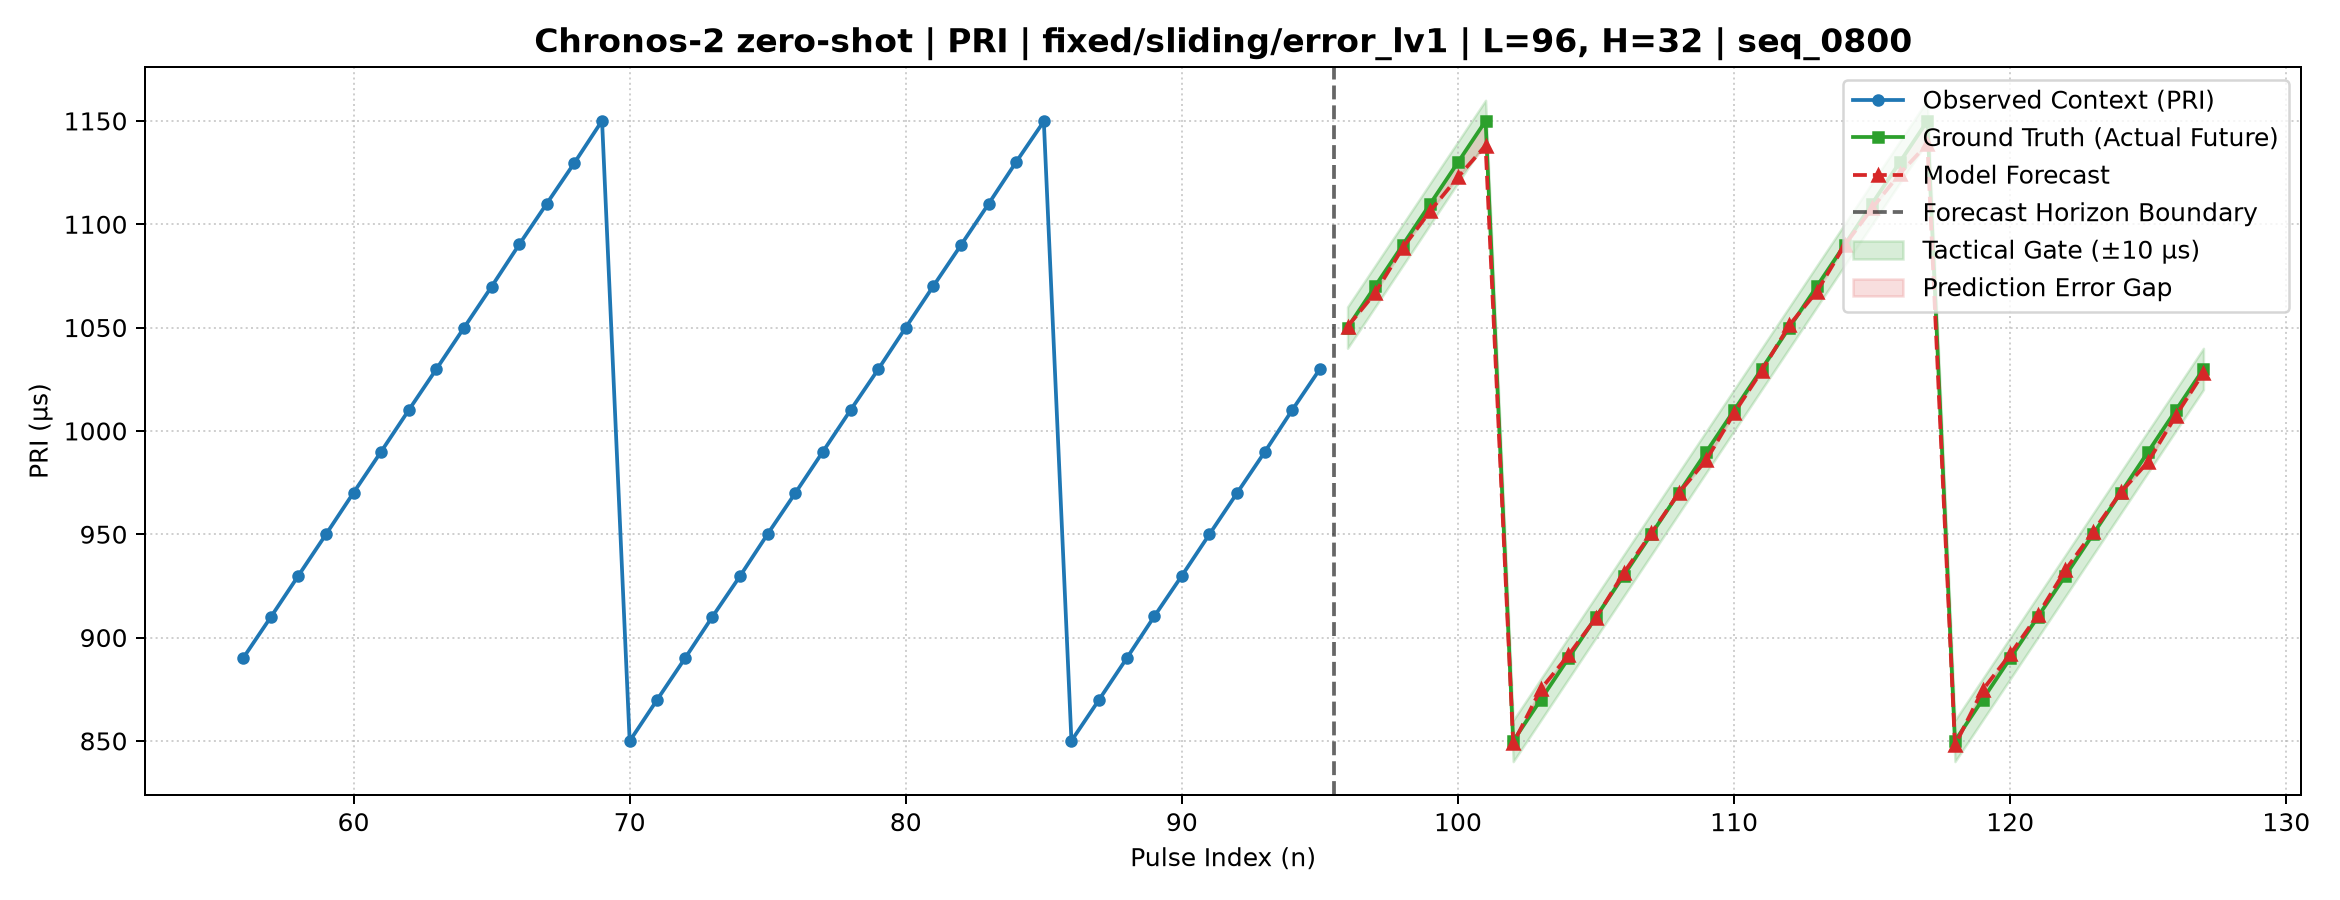 Chronos-2 zero-shot | PRI | fixed/sliding/error_lv1 | L=96, H=32 | seq_0800
Observed Context (PRI)
Ground Truth (Actual Future)
Model Forecast
Forecast Horizon Boundary
Tactical Gate (±10 µs)
Prediction Error Gap
PRI (µs)
1150
1100
1050
1000
950
900
850
60 70 80 90 100 110 120 130
Pulse Index (n)